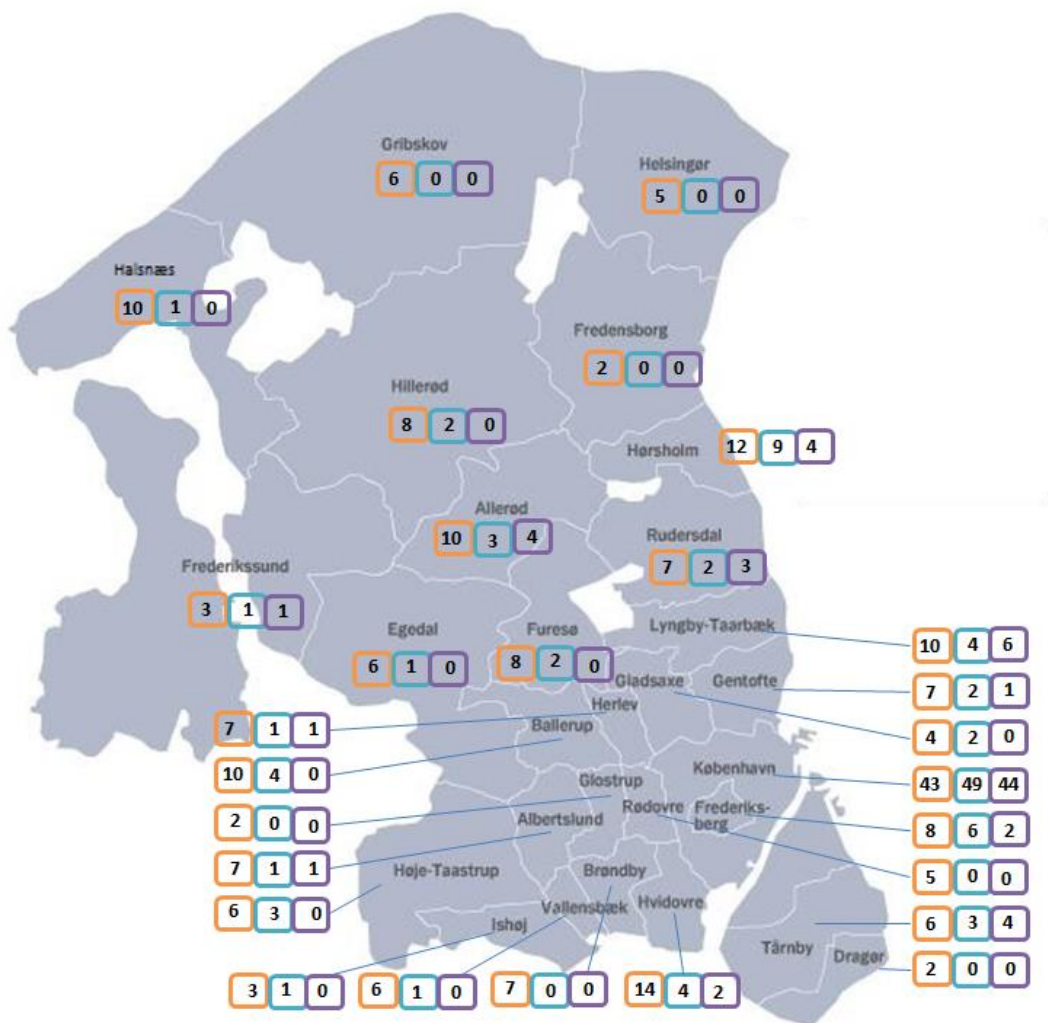 Gribskov
6 0 0
Helsingør
5 0 0
Halsnæs
10 1 0
Fredensborg
2 0 0
Hillerød
8 2 0
Hørsholm
12 9 4
Allerød
10 3 4
Rudersdal
7 2 3
Frederikssund
3 1 1
Egedal
6 1 0
Furesø
8 2 0
Lyngby-Taarbæk
10 4 6
Gladsaxe
Gentofte
7 2 1
Herlev
7 1 1
Ballerup
4 2 0
10 4 0
København
43 49 44
Glostrup
2 0 0
Rødovre
Frederiks-
berg
8 6 2
Albertslund
7 1 1
Høje-Taastrup
Brøndby
5 0 0
6 3 0
Vallensbæk
Hvidovre
6 3 4
Ishøj
Tårnby
Dragør
2 0 0
3 1 0
6 1 0
7 0 0
14 4 2